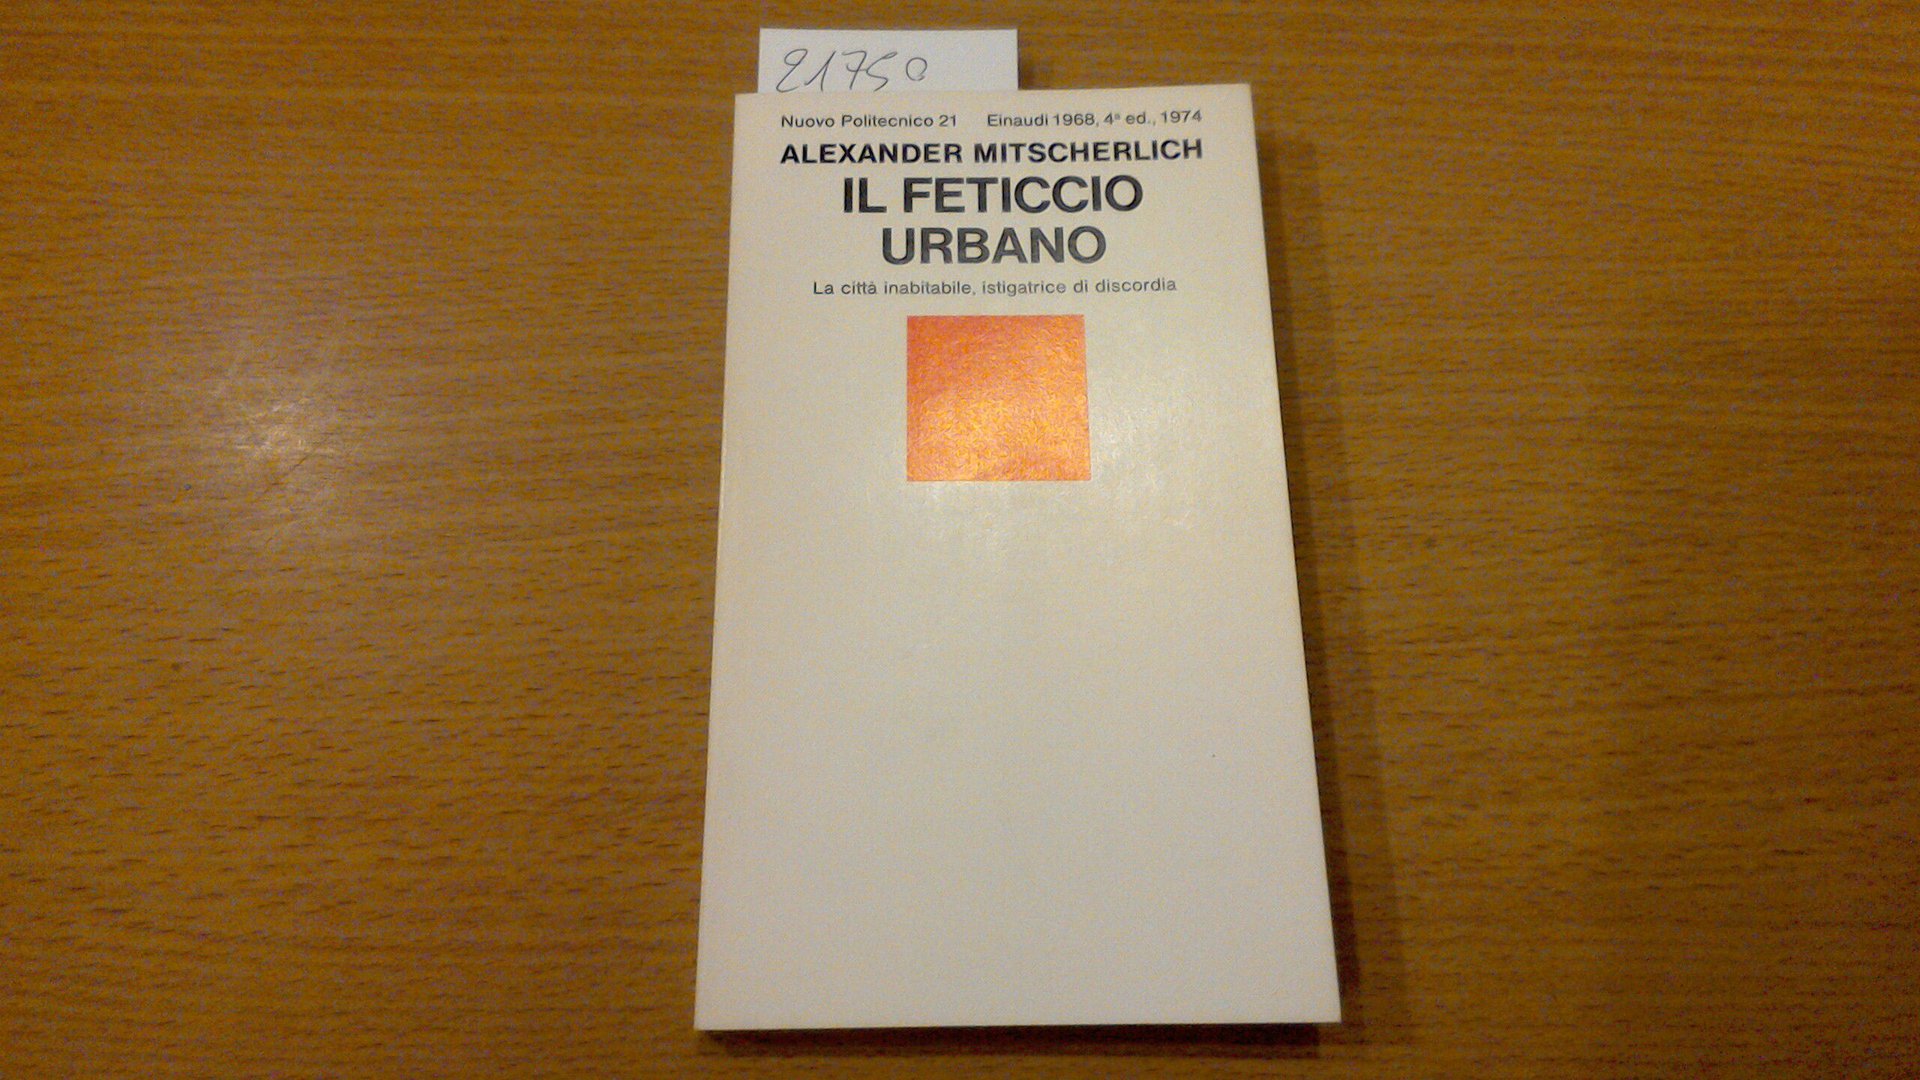 21750
Nuovo Politecnico 21 Einaudi 1968, 4ª ed., 1974
ALEXANDER MITSCHERLICH
IL FETICCIO
URBANO
La città inabitabile, istigatrice di discordia